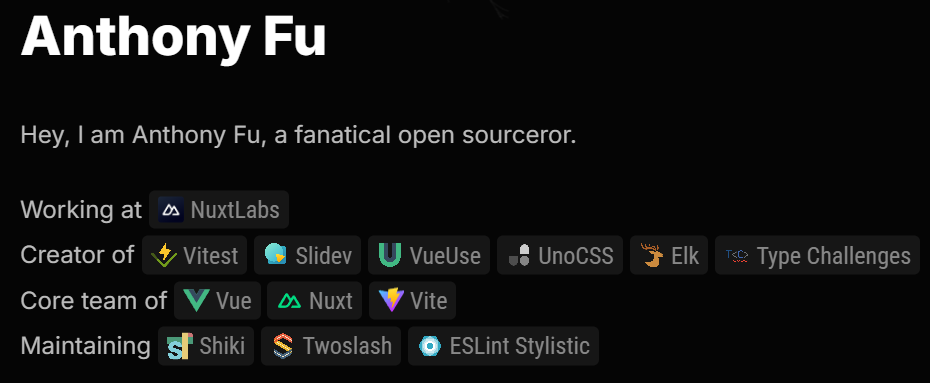 Anthony Fu
Hey, I am Anthony Fu, a fanatical open sourceror.
Working at NuxtLabs
Creator of Vitest Slidev VueUse UnoCSS Elk T<C> Type Challenges
Core team of Vue Nuxt Vite
Maintaining Shiki Twoslash ESLint Stylistic